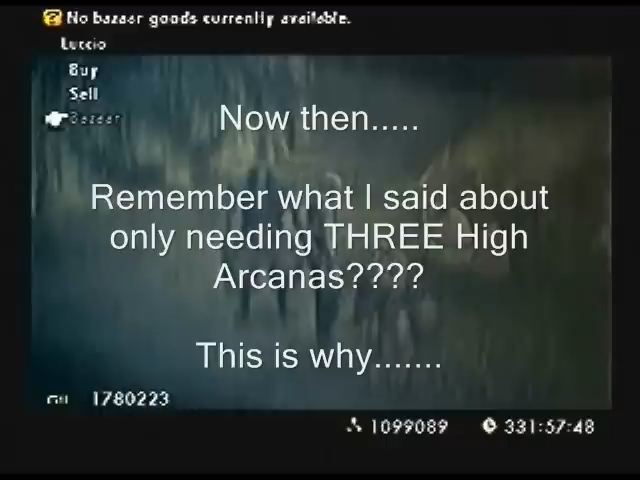 No bazaar goods currently available.
Luccio
Buy
Sell
Bazaar
Now then.....
Remember what I said about
only needing THREE High
Arcanas????
This is why.......
Gil 1780223
1099089 331:57:48